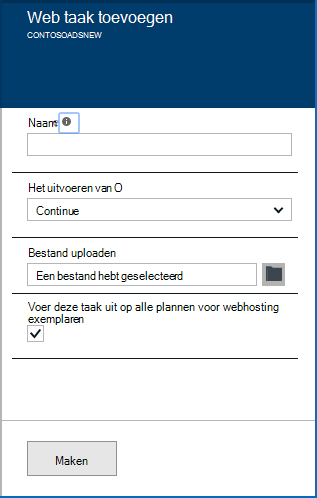 Web taak toevoegen
CONTOSOADSNEW
Naam
Het uitvoeren van O
Continue
Bestand uploaden
Een bestand hebt geselecteerd
Voer deze taak uit op alle plannen voor webhosting
exemplaren
Maken